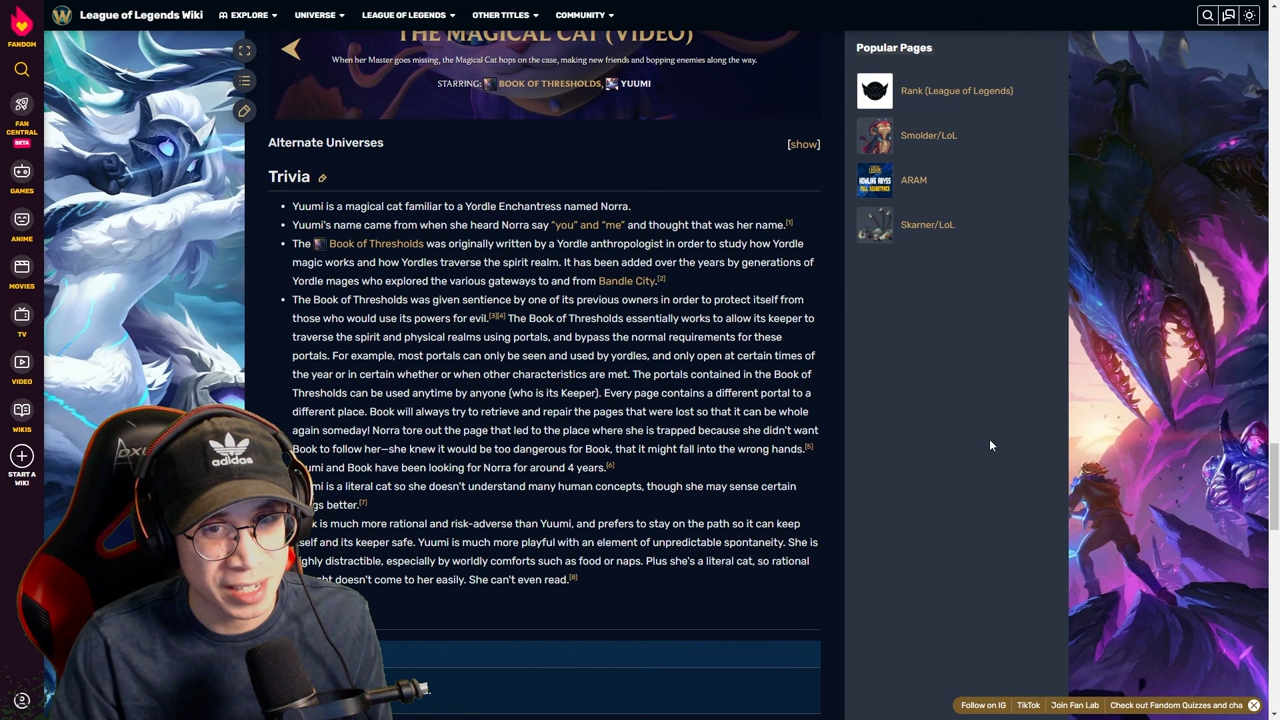 League of Legends Wiki
EXPLORE
UNIVERSE
LEAGUE OF LEGENDS
OTHER TITLES
COMMUNITY
FANDOM
FAN
CENTRAL
BETA
GAMES
ANIME
MOVIES
TV
VIDEO
WIKIS
START A
WIKI
THE MAGICAL CAT (VIDEO)
When her Master goes missing, the Magical Cat hops on the case, making new friends and bopping enemies along the way.
STARRING: BOOK OF THRESHOLDS, YUUMI
Alternate Universes
[show]
Trivia
Yuumi is a magical cat familiar to a Yordle Enchantress named Norra.
Yuumi's name came from when she heard Norra say "you" and "me" and thought that was her name.[1]
The Book of Thresholds was originally written by a Yordle anthropologist in order to study how Yordle
magic works and how Yordles traverse the spirit realm. It has been added over the years by generations of
Yordle mages who explored the various gateways to and from Bandle City.[2]
The Book of Thresholds was given sentience by one of its previous owners in order to protect itself from
those who would use its powers for evil.[3][4] The Book of Thresholds essentially works to allow its keeper to
traverse the spirit and physical realms using portals, and bypass the normal requirements for these
portals. For example, most portals can only be seen and used by yordles, and only open at certain times of
the year or in certain whether or when other characteristics are met. The portals contained in the Book of
Thresholds can be used anytime by anyone (who is its Keeper). Every page contains a different portal to a
different place. Book will always try to retrieve and repair the pages that were lost so that it can be whole
again someday! Norra tore out the page that led to the place where she is trapped because she didn't want
Book to follow her—she knew it would be too dangerous for Book, that it might fall into the wrong hands.[5]
umi and Book have been looking for Norra for around 4 years.[6]
mi is a literal cat so she doesn't understand many human concepts, though she may sense certain
gs better.[7]
k is much more rational and risk-adverse than Yuumi, and prefers to stay on the path so it can keep
self and its keeper safe. Yuumi is much more playful with an element of unpredictable spontaneity. She is
ighly distractible, especially by worldly comforts such as food or naps. Plus she's a literal cat, so rational
ght doesn't come to her easily. She can't even read.[8]
Popular Pages
Rank (League of Legends)
Smolder/LoL
ARAM
Skarner/LoL
adidas
Follow on IG
TikTok
Join Fan Lab
Check out Fandom Quizzes and cha